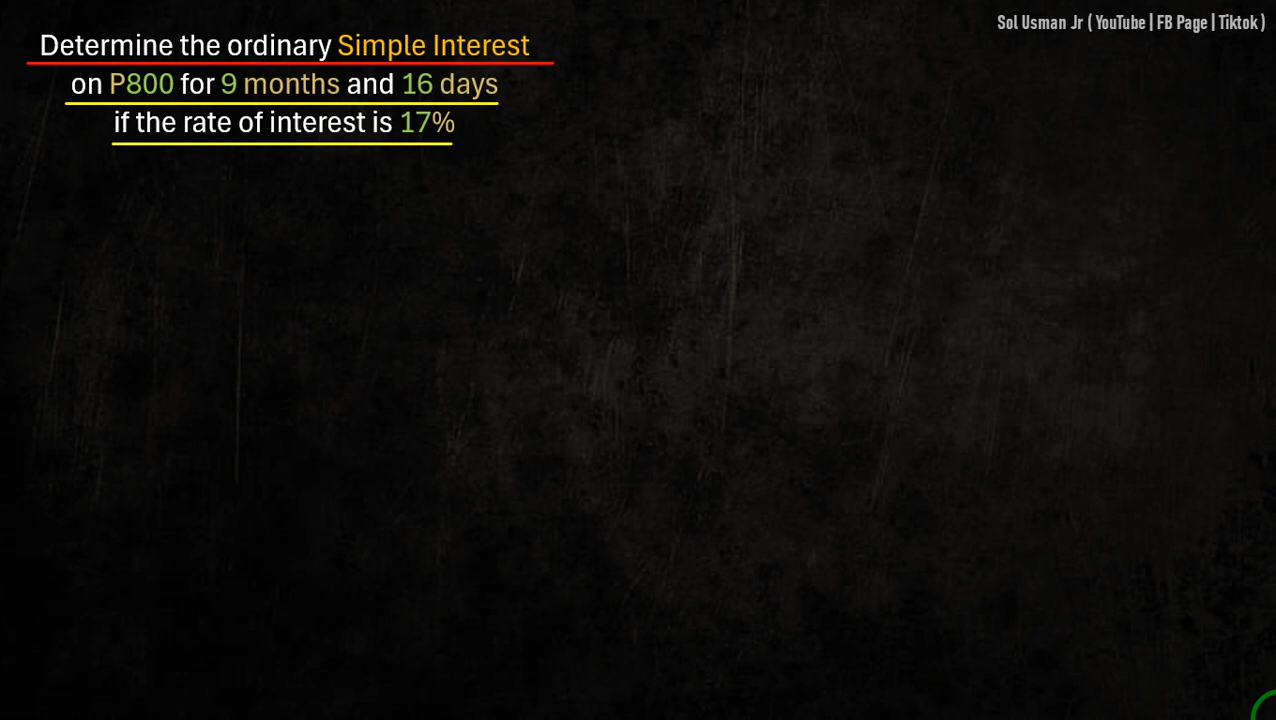 Determine the ordinary Simple Interest
on P800 for 9 months and 16 days
if the rate of interest is 17%
Sol Usman Jr ( YouTube | FB Page | Tiktok )